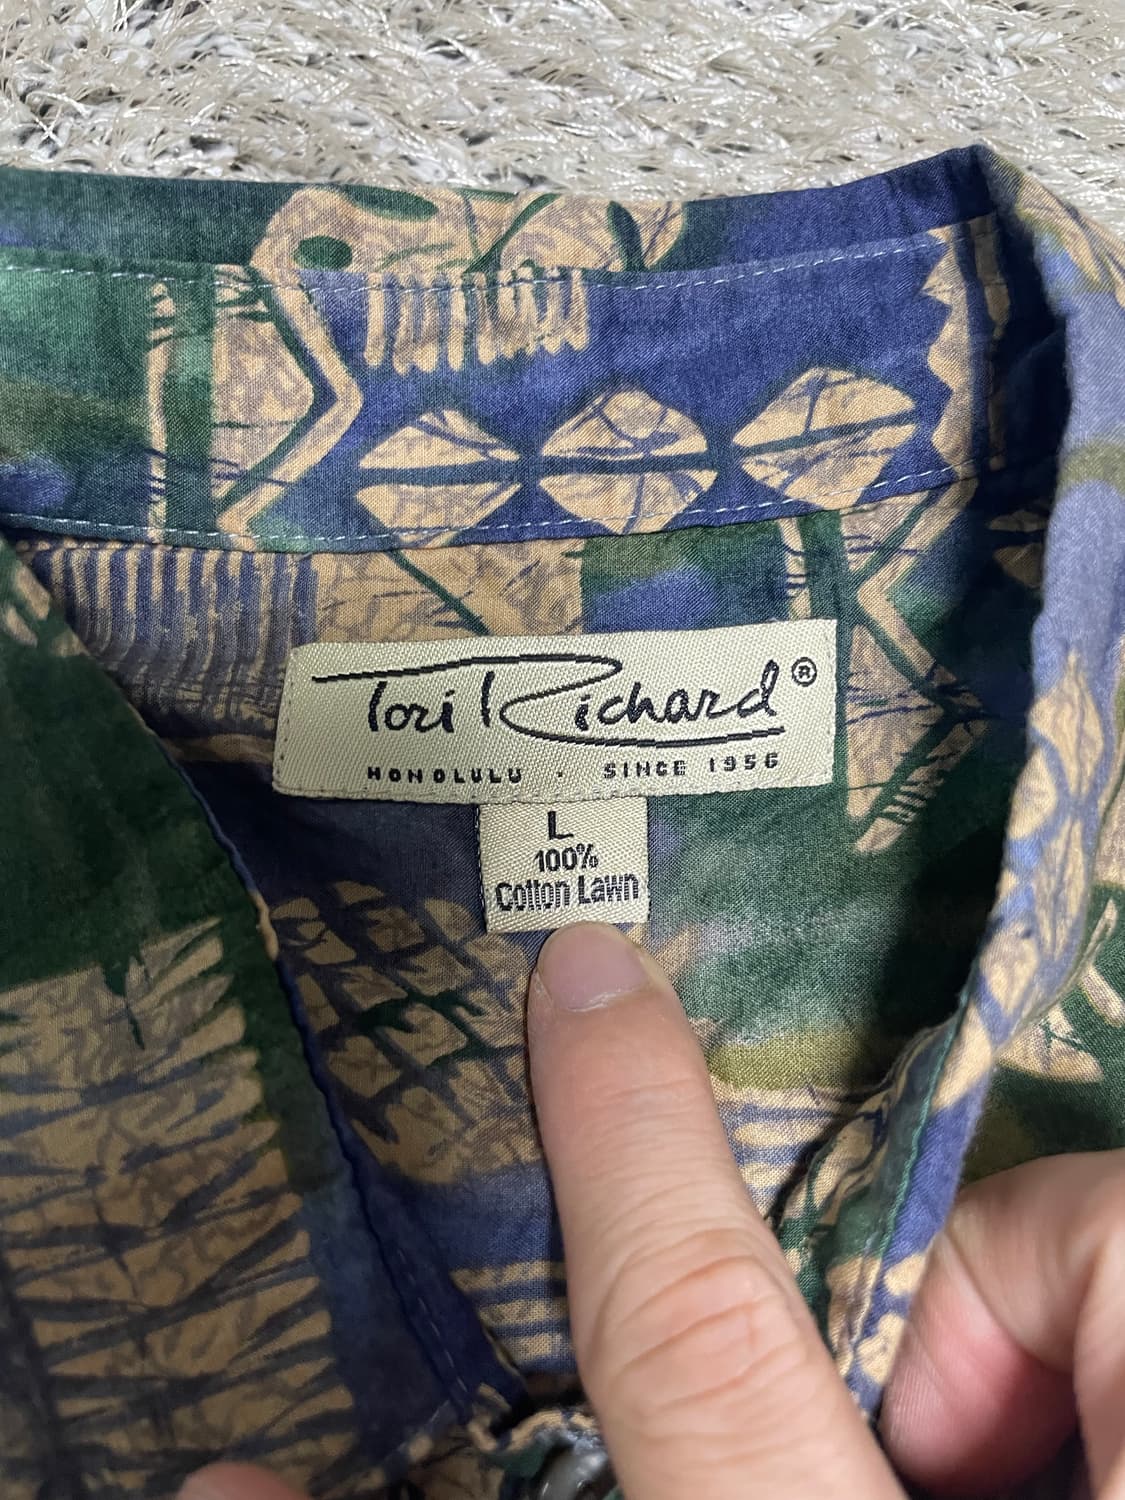 Tori Richard®
HONOLULU · SINCE 1956
L
100%
Cotton Lawn